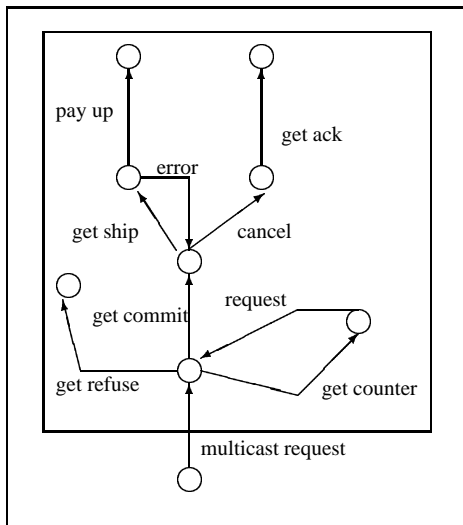 pay up
get ack
error
get ship
cancel
request
get commit
get refuse
get counter
multicast request